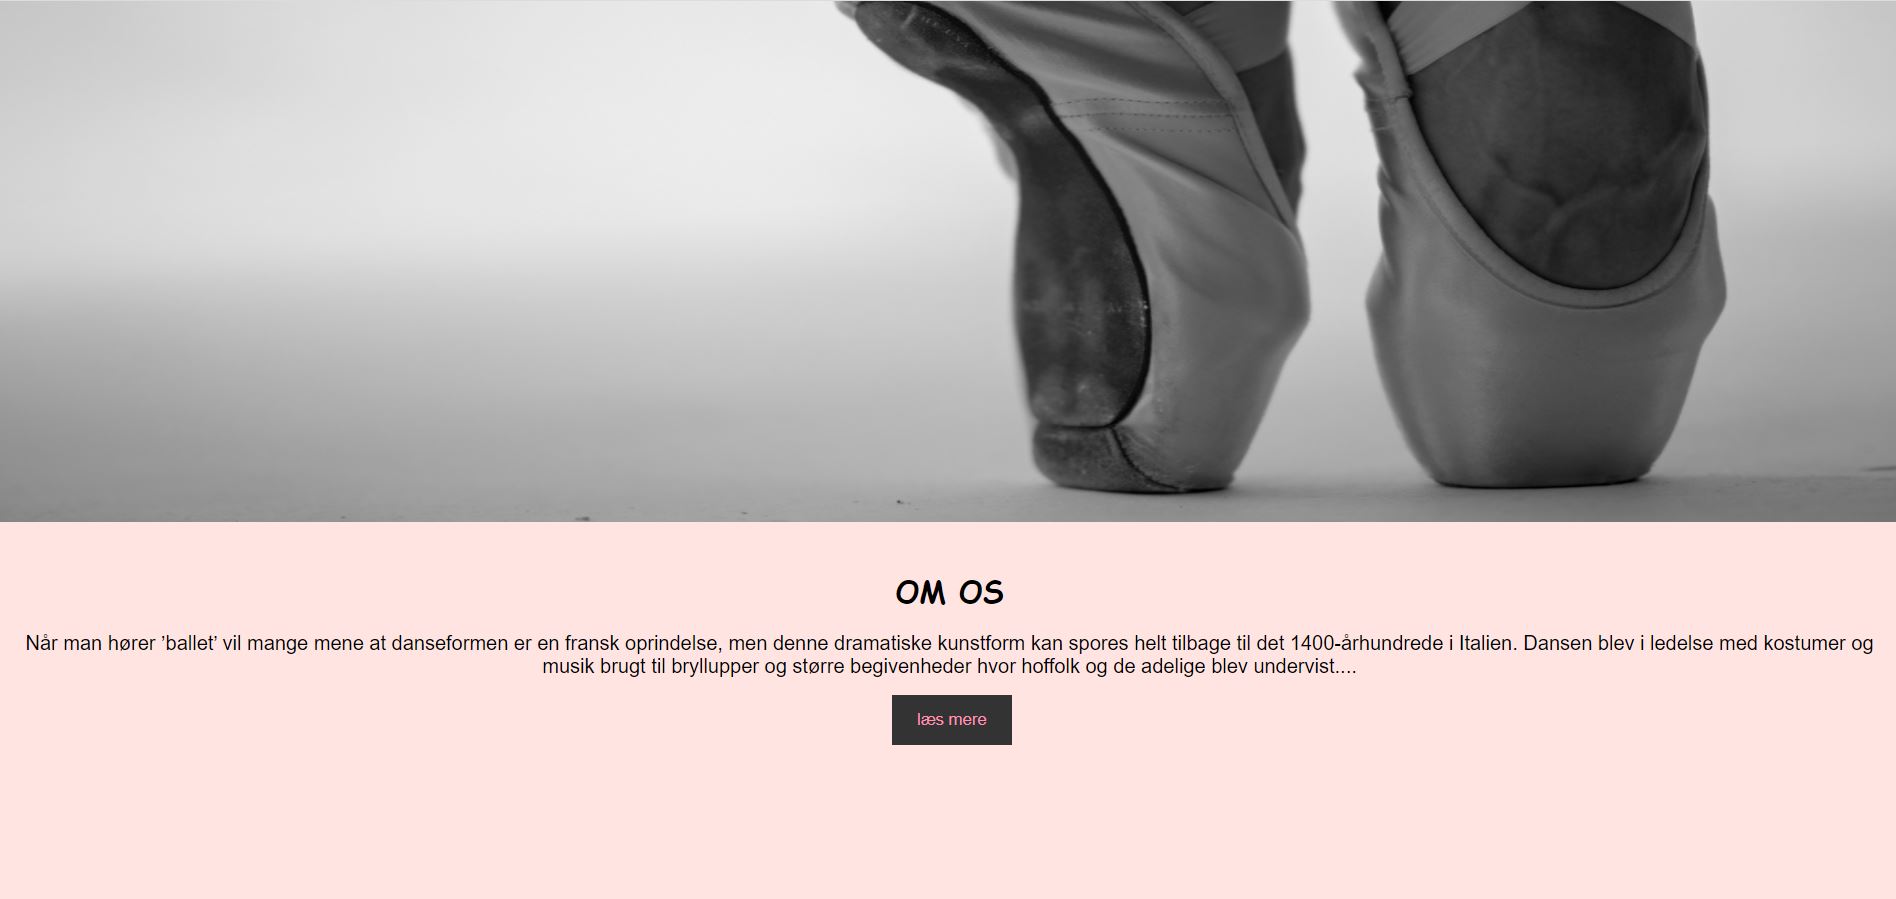 OM OS
Når man hører ’ballet’ vil mange mene at danseformen er en fransk oprindelse, men denne dramatiske kunstform kan spores helt tilbage til det 1400-århundrede i Italien. Dansen blev i ledelse med kostumer og
musik brugt til bryllupper og større begivenheder hvor hoffolk og de adelige blev undervist....
læs mere